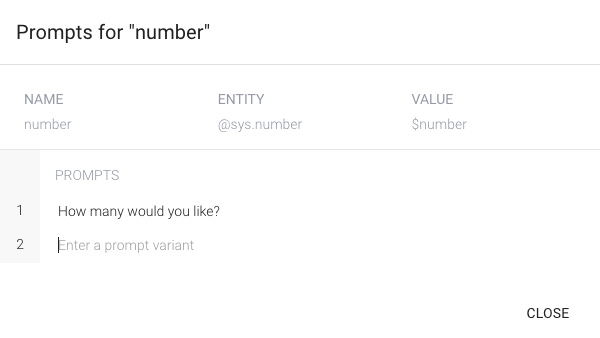 Prompts for "number"
NAME ENTITY VALUE
number @sys.number $number
PROMPTS
1 How many would you like?
2 Enter a prompt variant
CLOSE